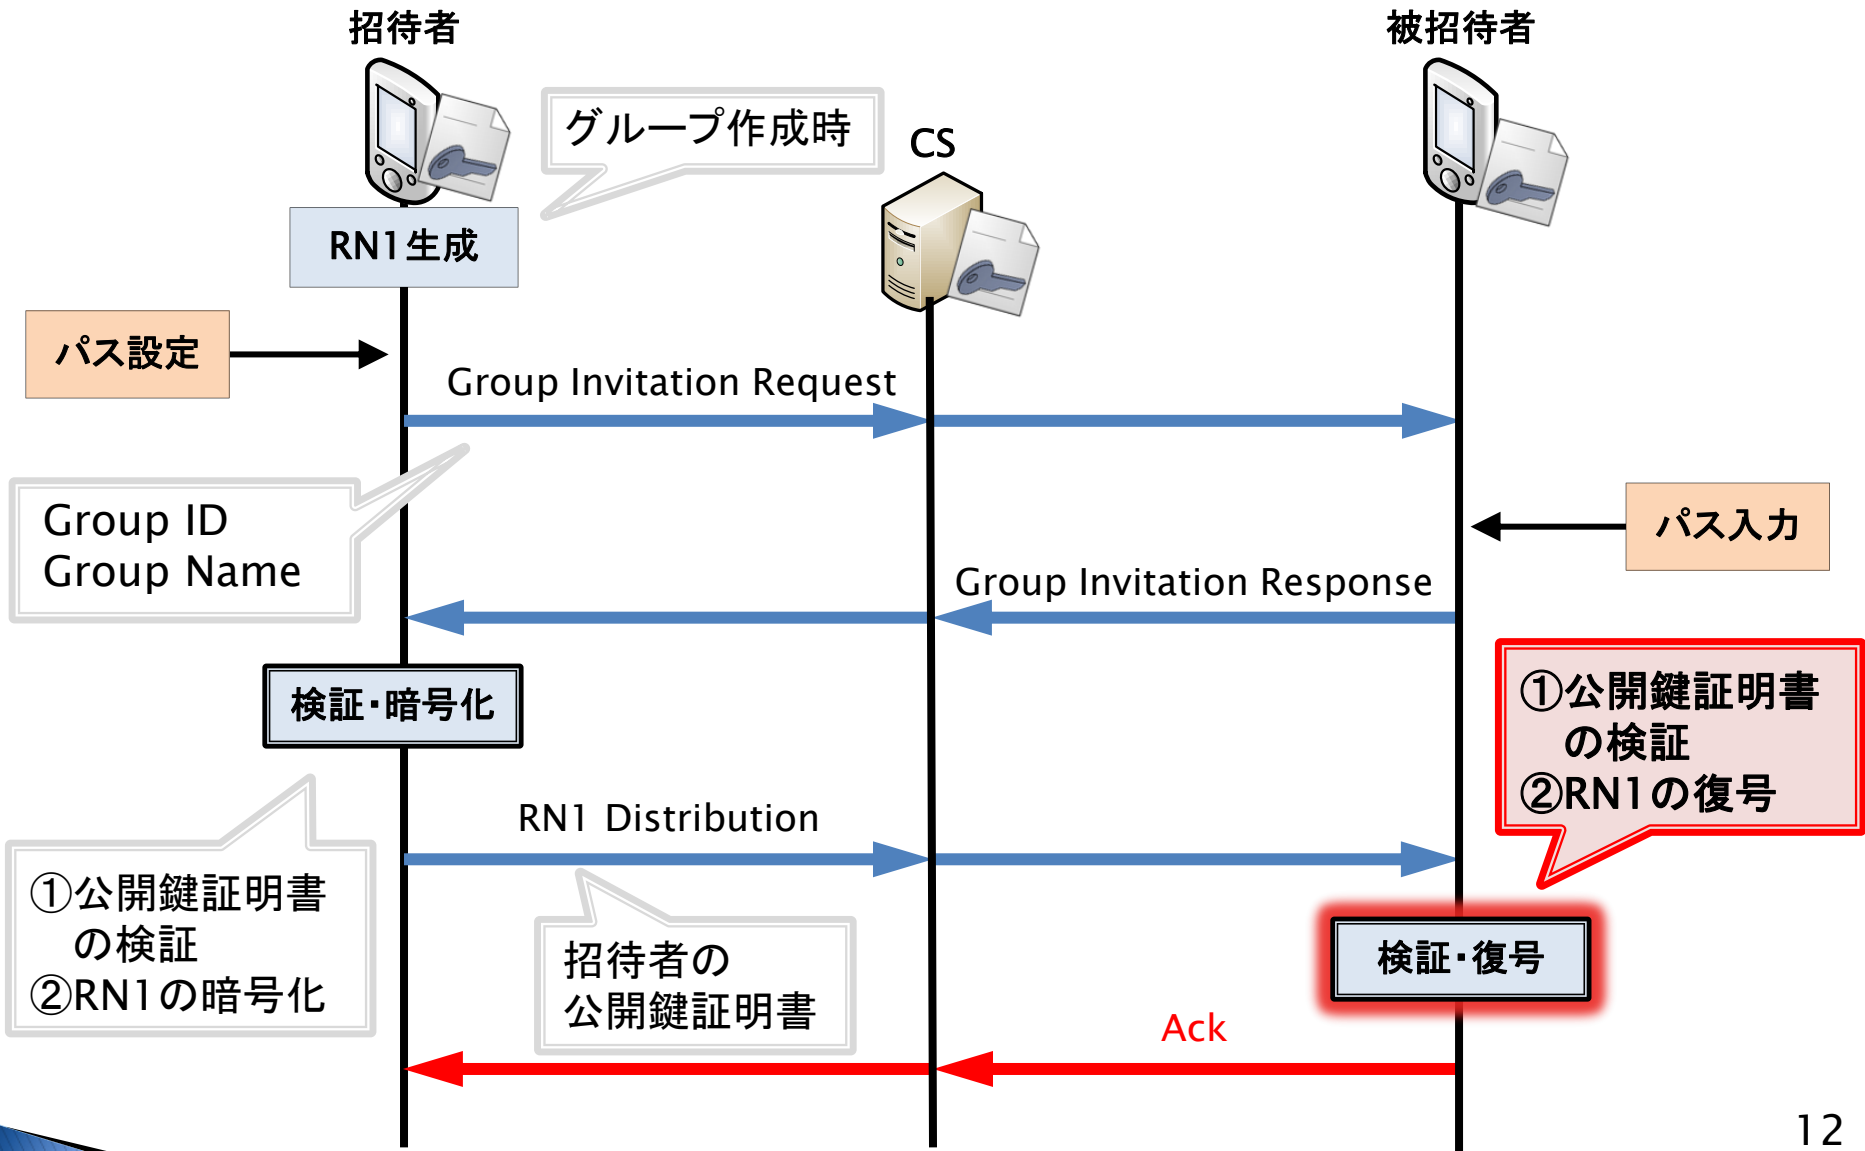 招待者
被招待者
グループ作成時
CS
RN1生成
パス設定
Group Invitation Request
Group ID
Group Name
パス入力
Group Invitation Response
検証・暗号化
①公開鍵証明書
の検証
②RN1の復号
RN1 Distribution
①公開鍵証明書
の検証
②RN1の暗号化
招待者の
公開鍵証明書
検証・復号
Ack
12